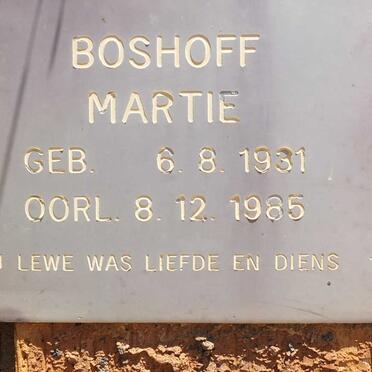 BOSHOFF
MARTIE
GEB. 6. 8. 1931
OORL. 8. 12. 1985
LEWE WAS LIEFDE EN DIENS